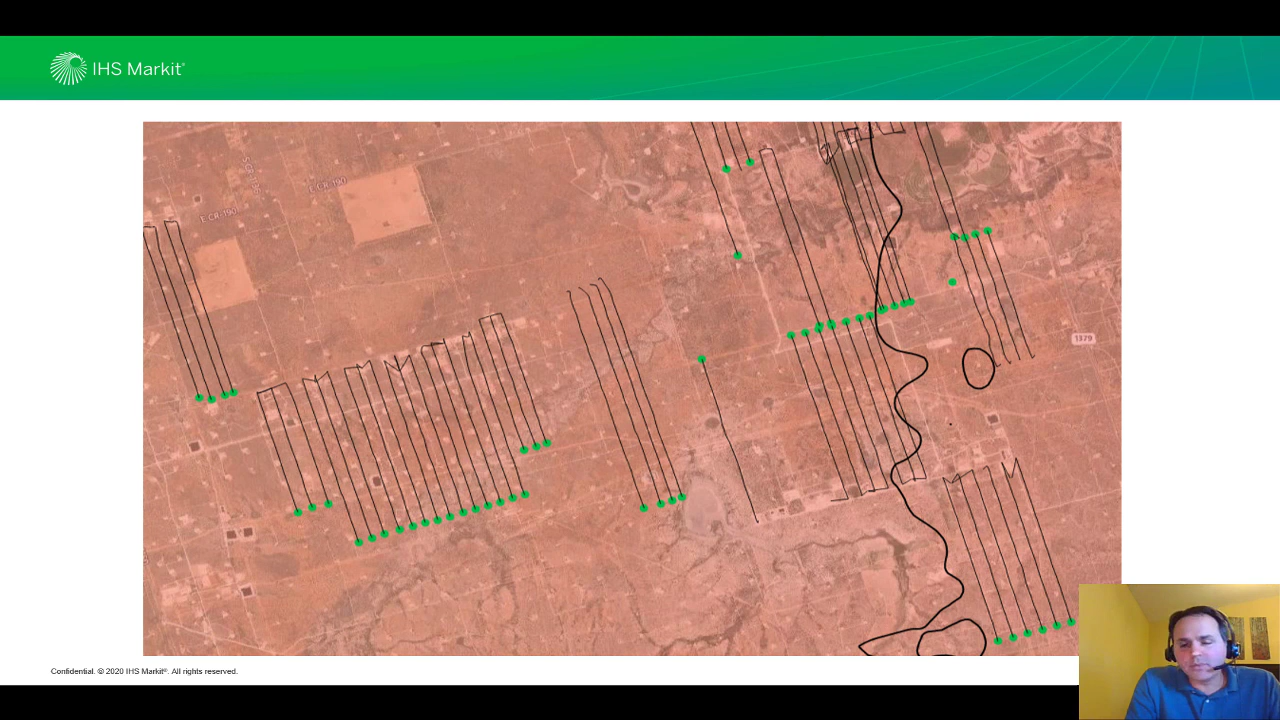 IHS Markit®
E CR-190
E CR-190
1379
Confidential. © 2020 IHS Markit®. All rights reserved.